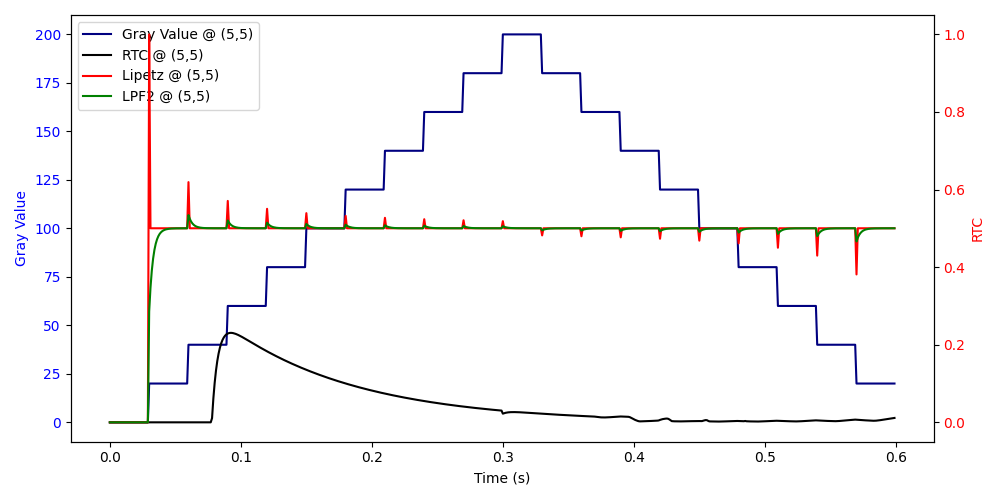 Gray Value @ (5,5)
RTC @ (5,5)
Lipetz @ (5,5)
LPF2 @ (5,5)
Gray Value
200
175
150
125
100
75
50
25
0
1.0
0.8
0.6
0.4
0.2
0.0
RTC
0.0 0.1 0.2 0.3 0.4 0.5 0.6
Time (s)